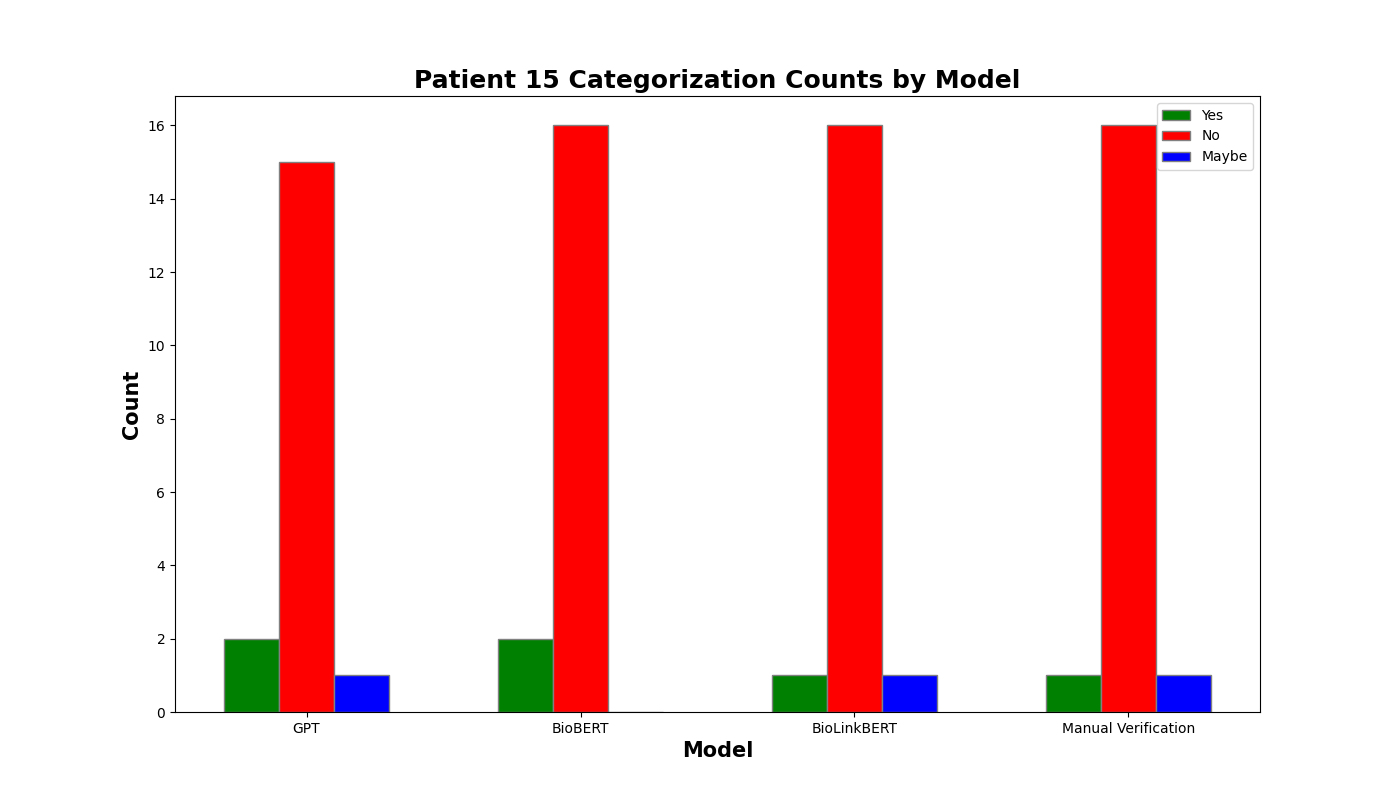 Patient 15 Categorization Counts by Model
Yes
No
Maybe
Count
16
14
12
10
8
6
4
2
0
GPT
BioBERT
BioLinkBERT
Manual Verification
Model